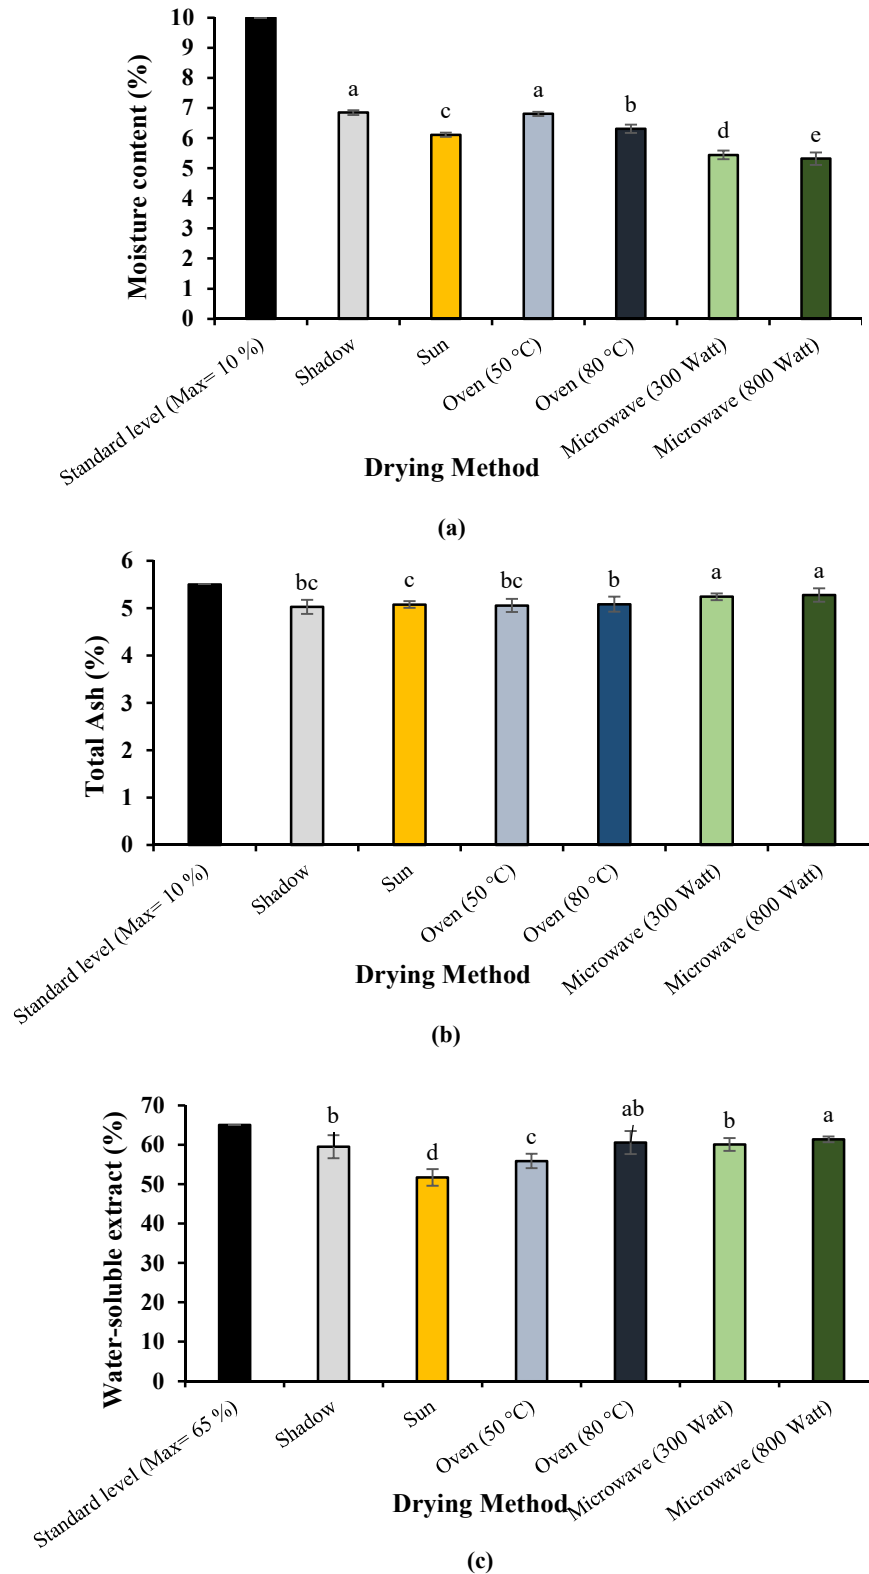 Moisture content (%)
10
9
8
7
6
5
4
3
2
1
0
a
c
a
b
d
e
Standard level (Max= 10 %)
Shadow
Sun
Oven (50 °C)
Oven (80 °C)
Microwave (300 Watt)
Microwave (800 Watt)
Drying Method
(a)
Total Ash (%)
6
5
4
3
2
1
0
bc
c
bc
b
a
a
Standard level (Max= 10 %)
Shadow
Sun
Oven (50 °C)
Oven (80 °C)
Microwave (300 Watt)
Microwave (800 Watt)
Drying Method
(b)
Water-soluble extract (%)
70
60
50
40
30
20
10
0
b
d
c
ab
b
a
Standard level (Max= 65 %)
Shadow
Sun
Oven (50 °C)
Oven (80 °C)
Microwave (300 Watt)
Microwave (800 Watt)
Drying Method
(c)